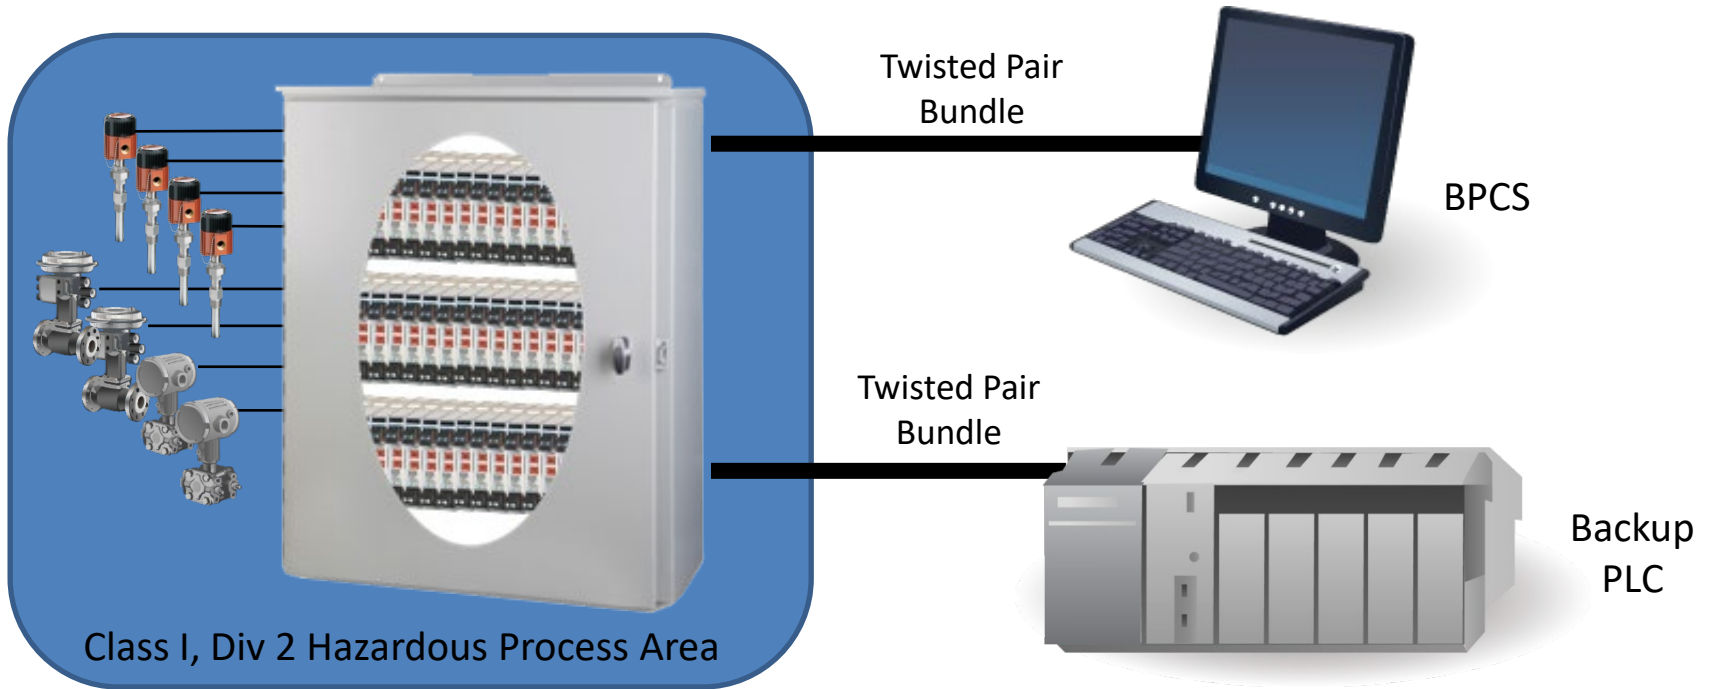 Twisted Pair
Bundle
BPCS
Twisted Pair
Bundle
Backup
PLC
Class I, Div 2 Hazardous Process Area